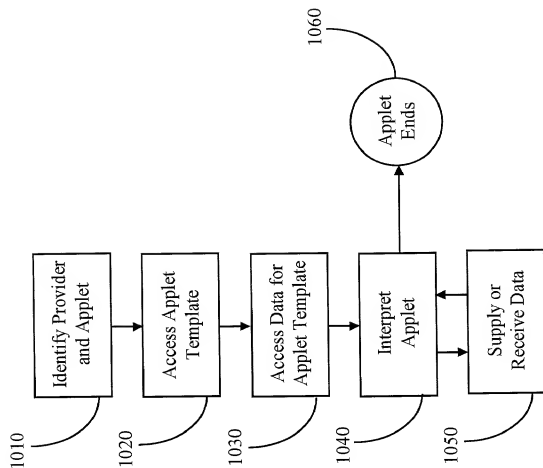 1010
Identify Provider
and Applet
1020
Access Applet
Template
1030
Access Data for
Applet Template
1040
Interpret
Applet
1060
Applet
Ends
1050
Supply or
Receive Data